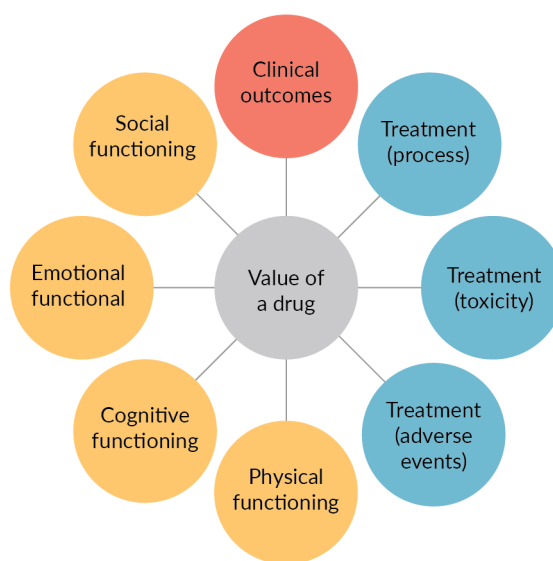 Clinical
outcomes
Treatment
(process)
Treatment
(toxicity)
Treatment
(adverse
events)
Physical
functioning
Cognitive
functioning
Emotional
functional
Social
functioning
Value of
a drug